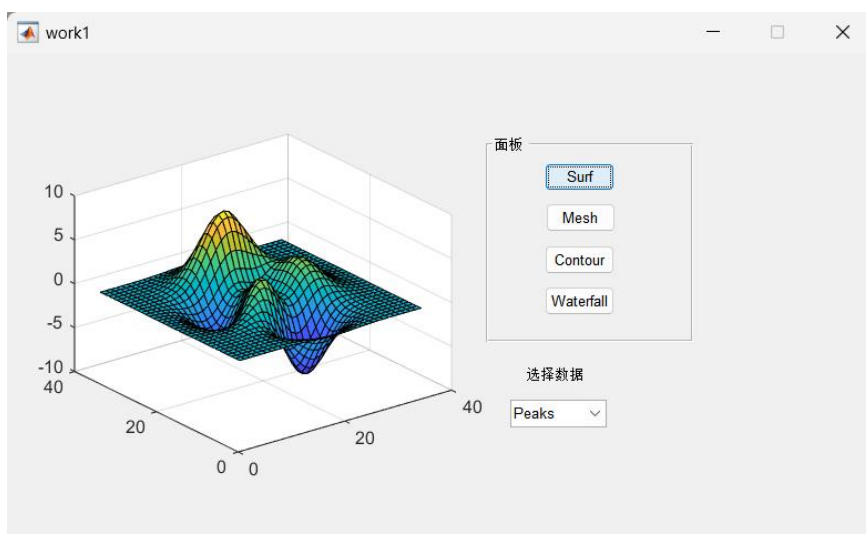 work1
面板
Surf
Mesh
Contour
Waterfall
选择数据
Peaks
10
5
0
-5
-10
40
20
0
0
20
40